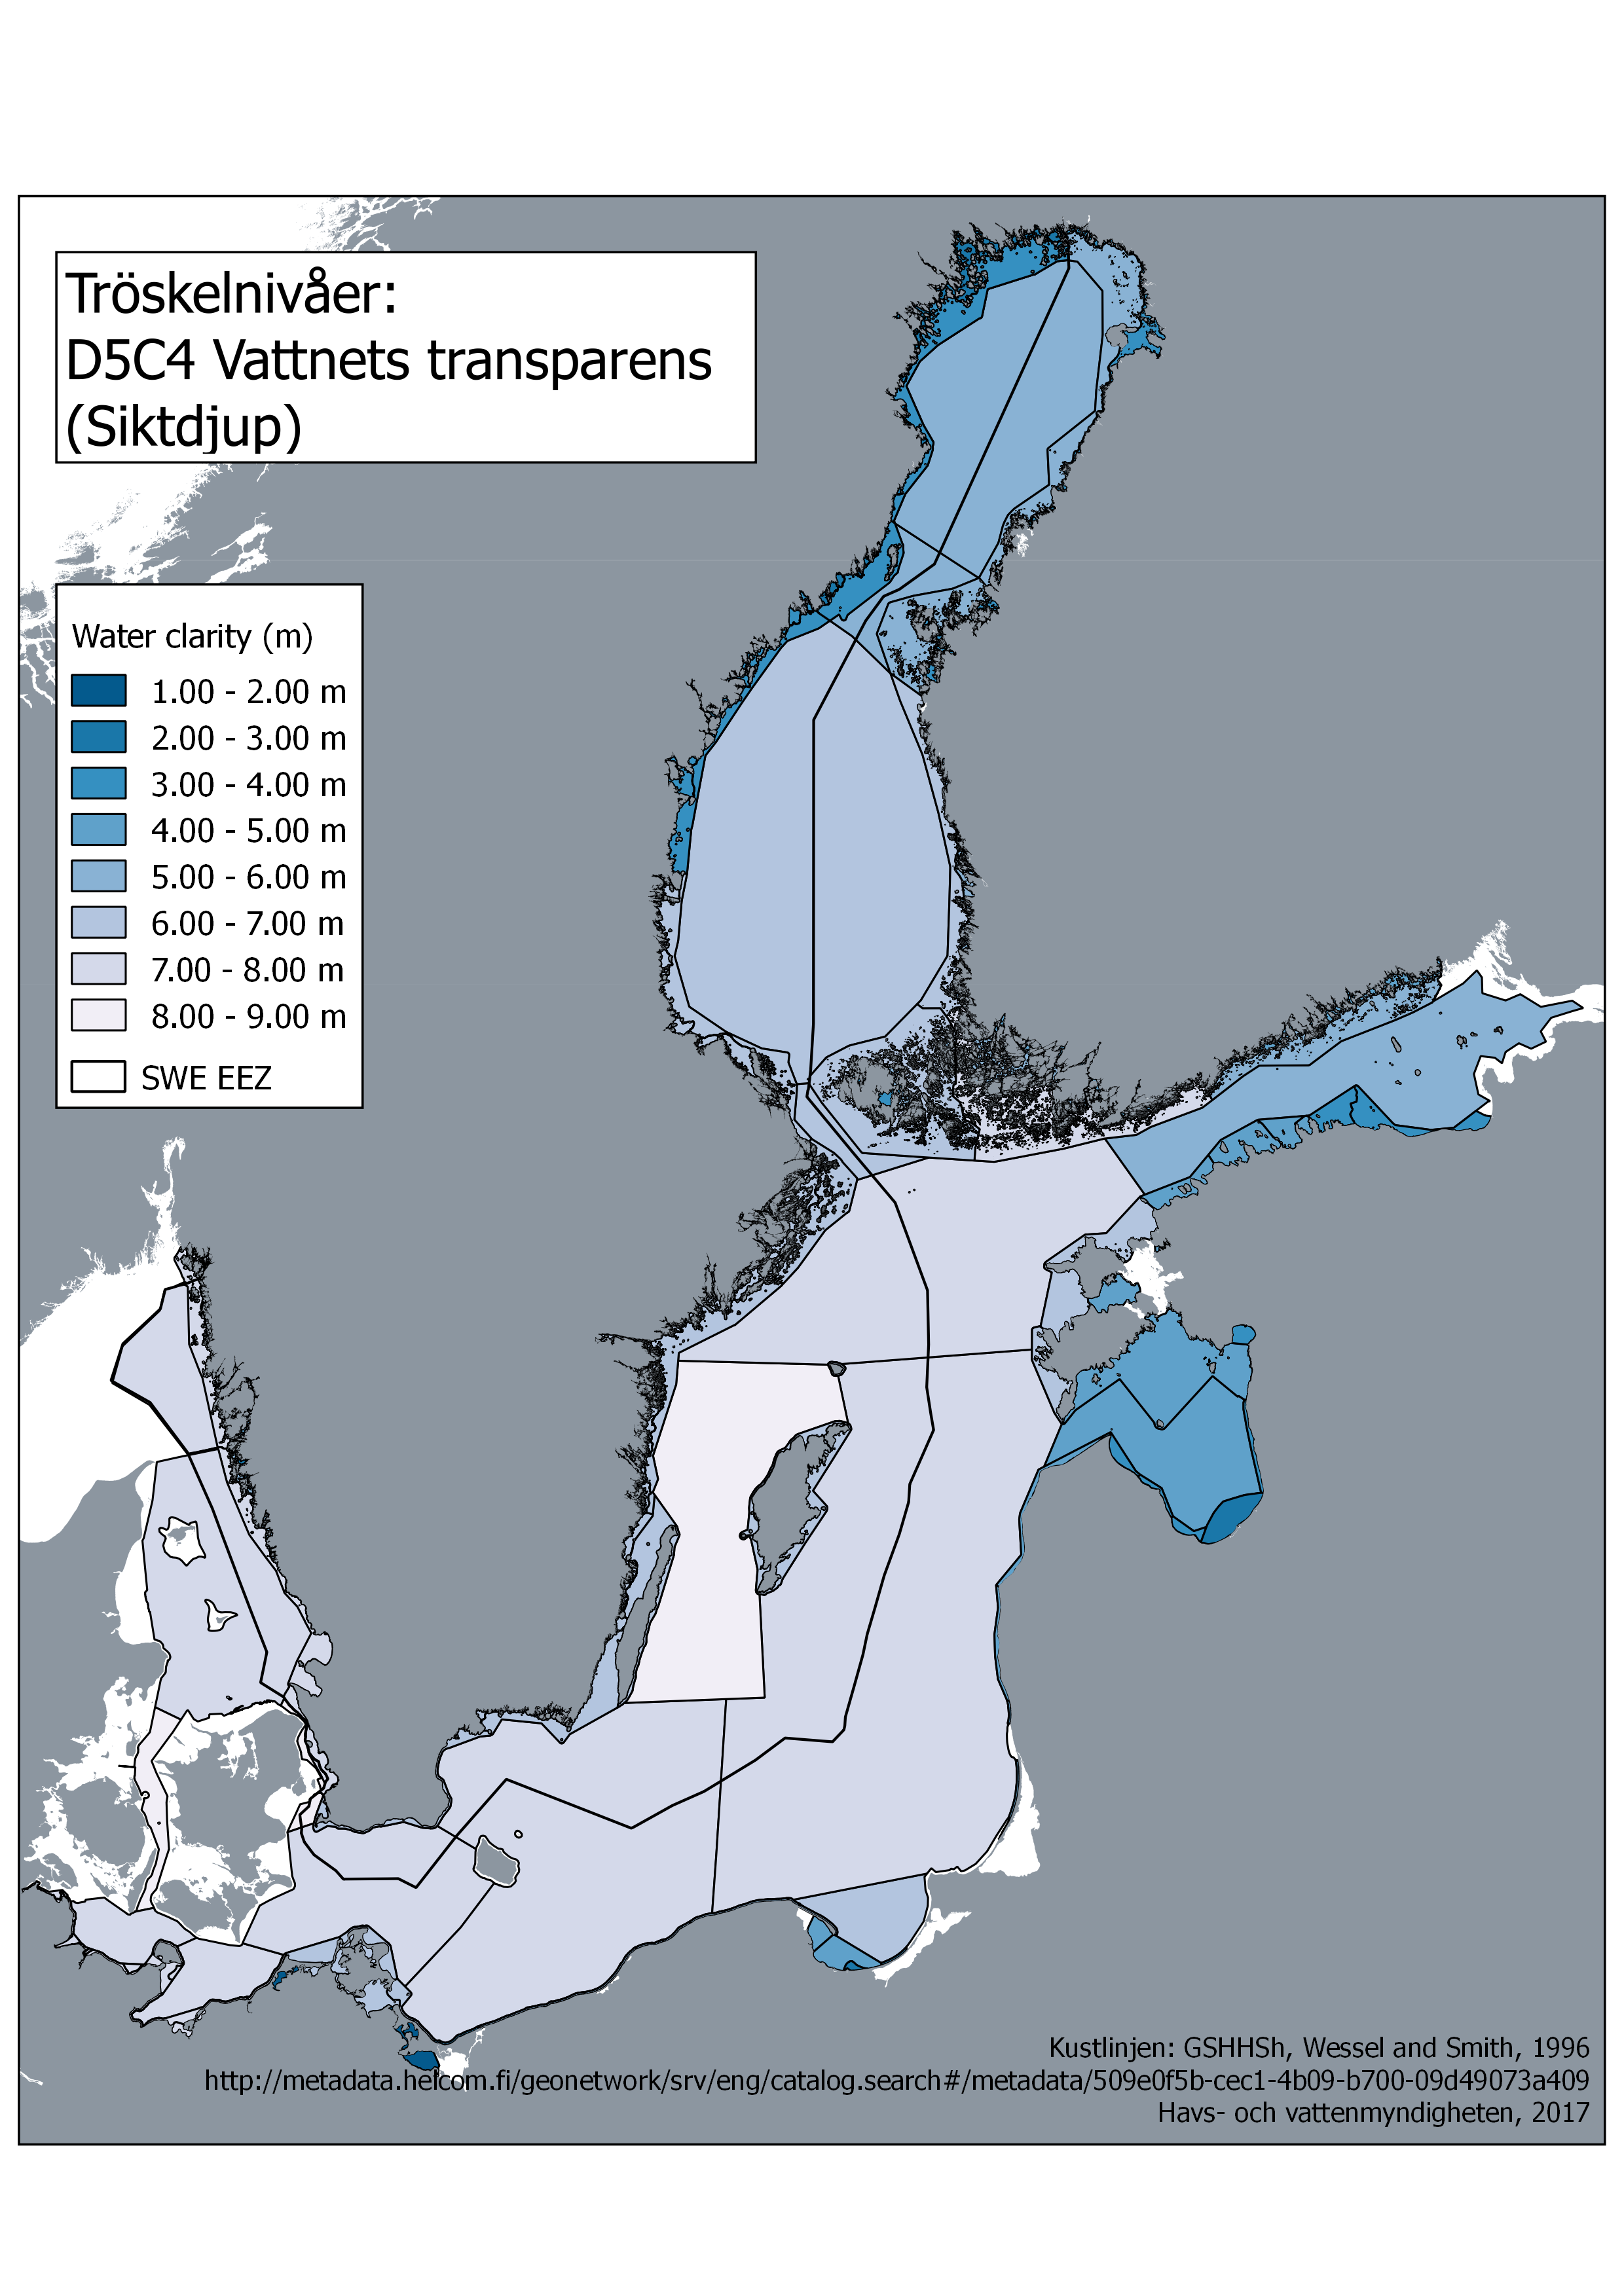 Tröskelnivåer:
D5C4 Vattnets transparens
(Siktdjup)
Water clarity (m)
1.00 - 2.00 m
2.00 - 3.00 m
3.00 - 4.00 m
4.00 - 5.00 m
5.00 - 6.00 m
6.00 - 7.00 m
7.00 - 8.00 m
8.00 - 9.00 m
SWE EEZ
Kustlinjen: GSHHSh, Wessel and Smith, 1996
http://metadata.helcom.fi/geonetwork/srv/eng/catalog.search#/metadata/509e0f5b-cec1-4b09-b700-09d49073a409
Havs- och vattenmyndigheten, 2017